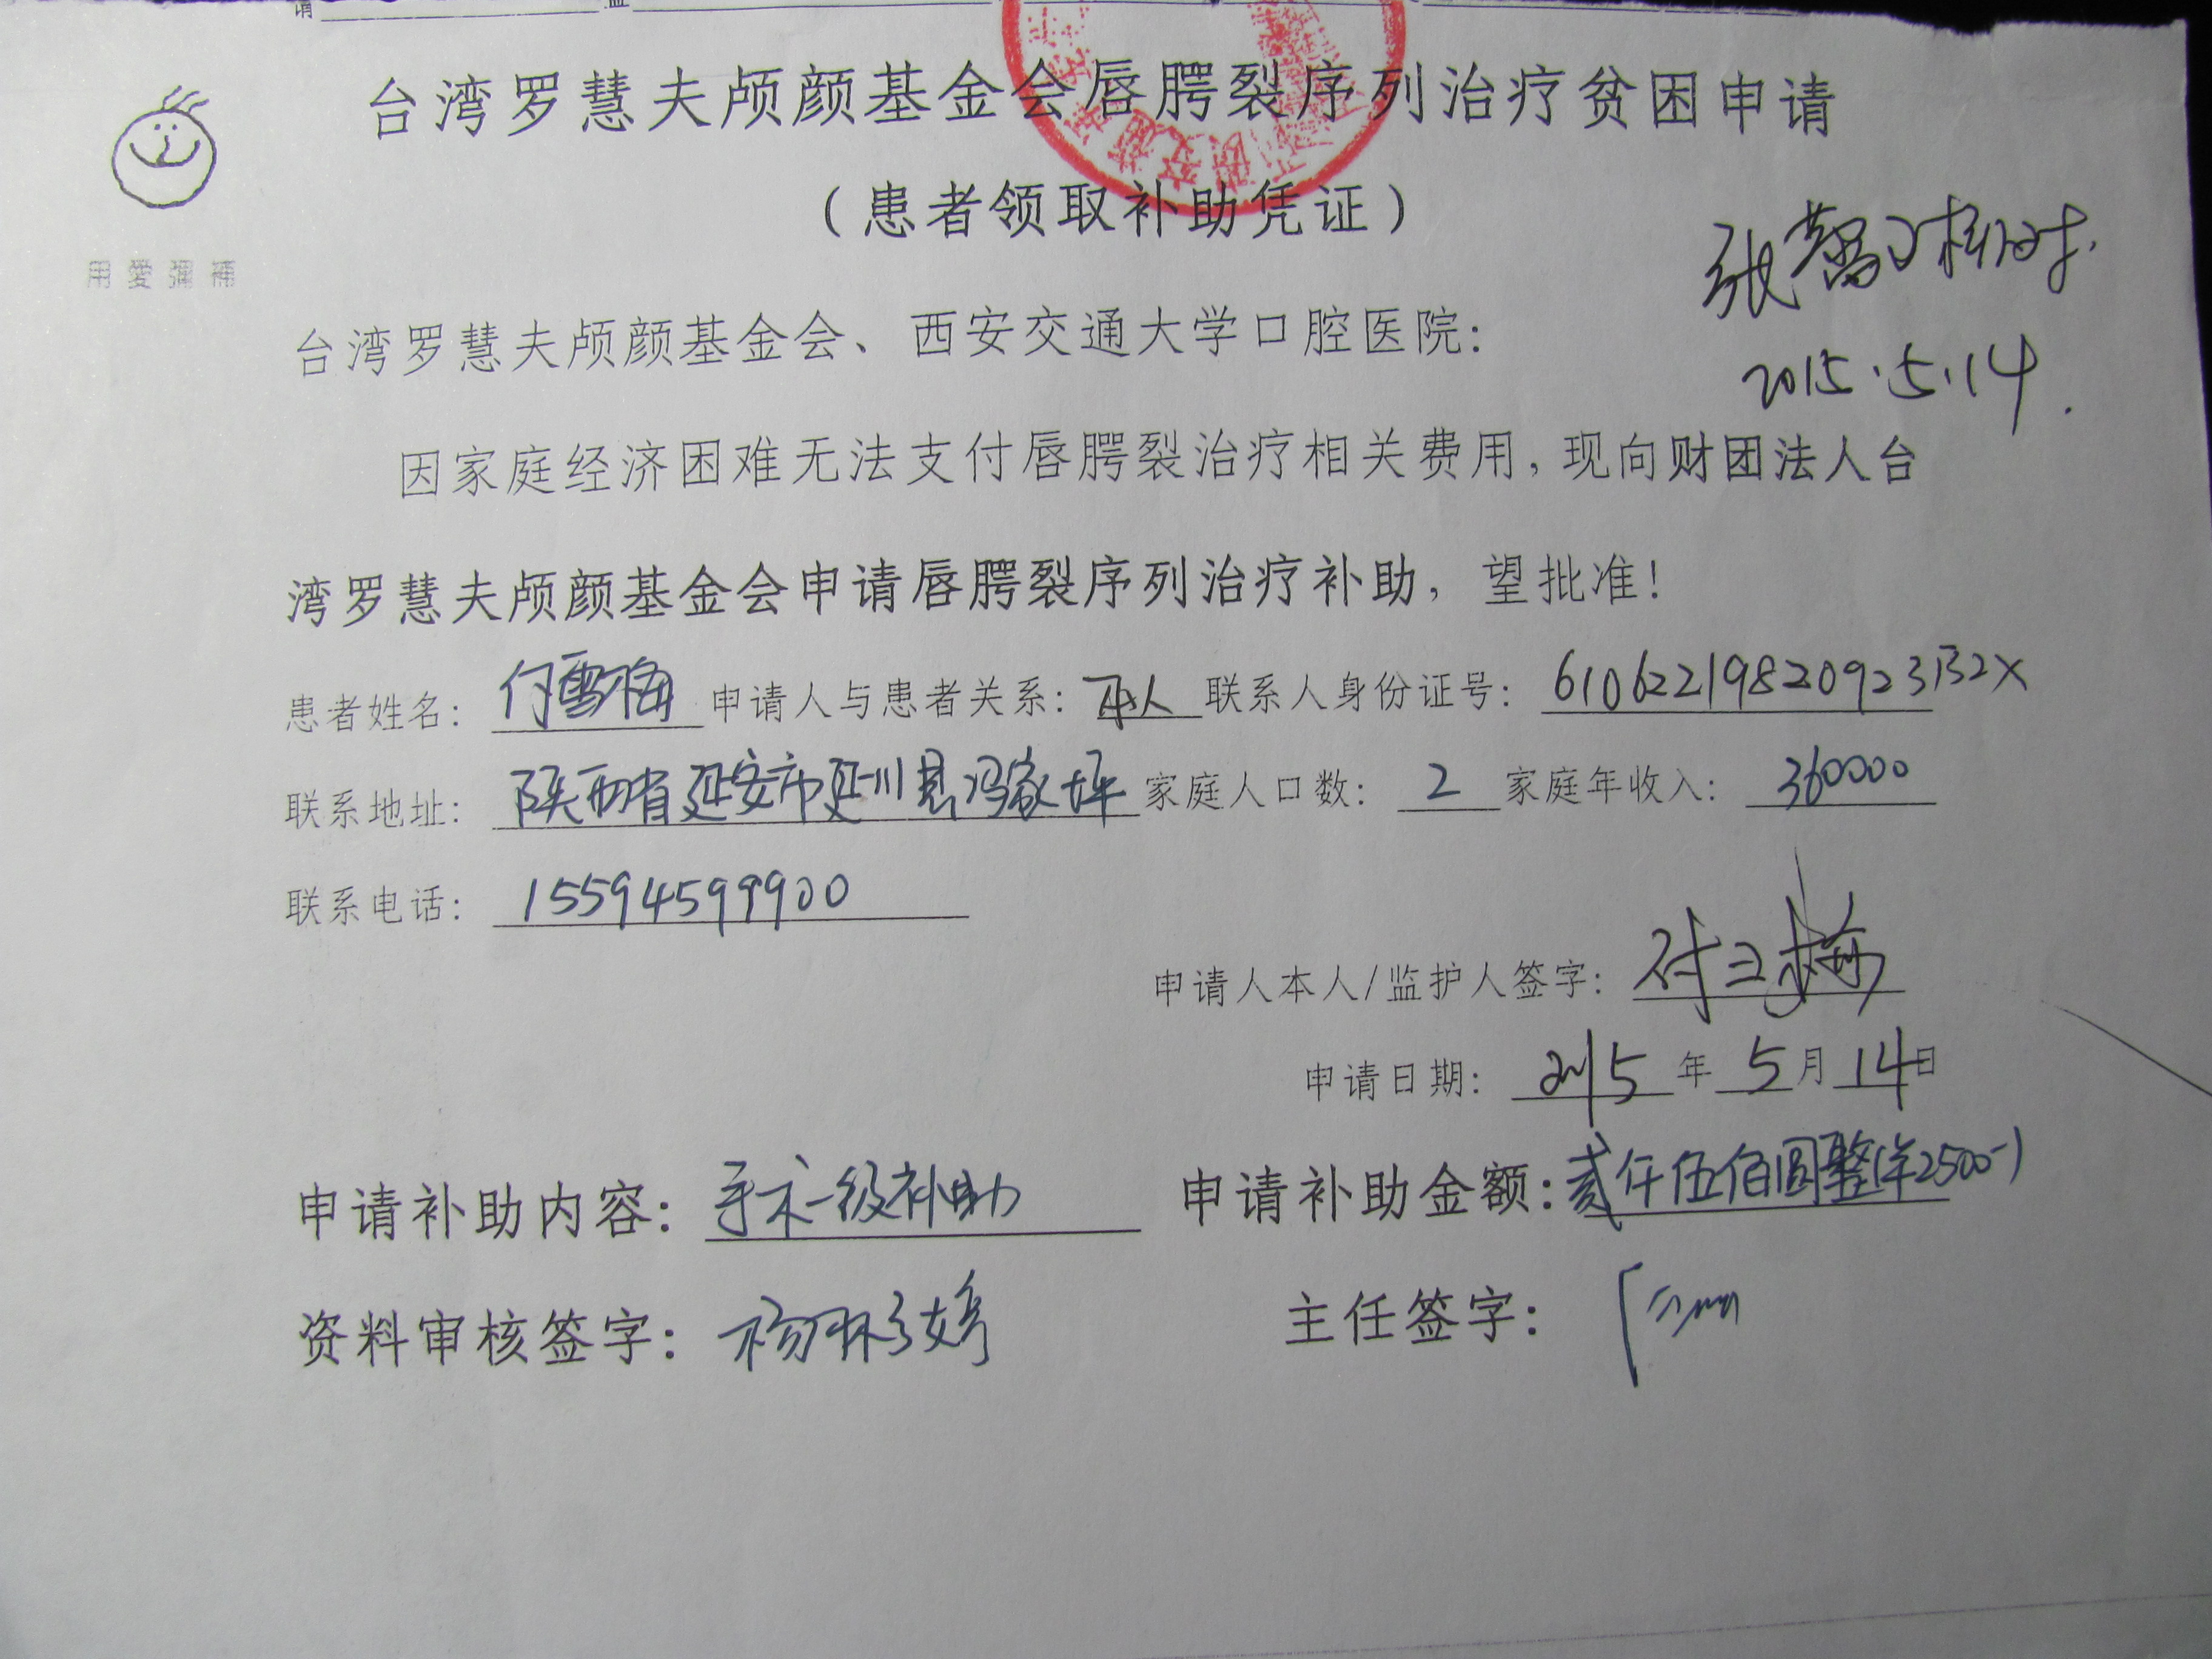 台湾罗慧夫颅颜基金会唇腭裂序列治疗贫困申请
（患者领取补助凭证）
用愛彌補
2015.5.14
台湾罗慧夫颅颜基金会、西安交通大学口腔医院：
因家庭经济困难无法支付唇腭裂治疗相关费用，现向财团法人台
湾罗慧夫颅颜基金会申请唇腭裂序列治疗补助，望批准！
患者姓名：付雪梅 申请人与患者关系：本人 联系人身份证号：
联系地址：陕西省延安市延川县冯家坪 家庭人口数：2 家庭年收入：360000
联系电话：15594599900
申请人本人/监护人签字：
申请日期：2015年5月14日
申请补助内容：手术一级补助 申请补助金额：贰仟伍佰圆整(¥2500-)
资料审核签字： 主任签字：